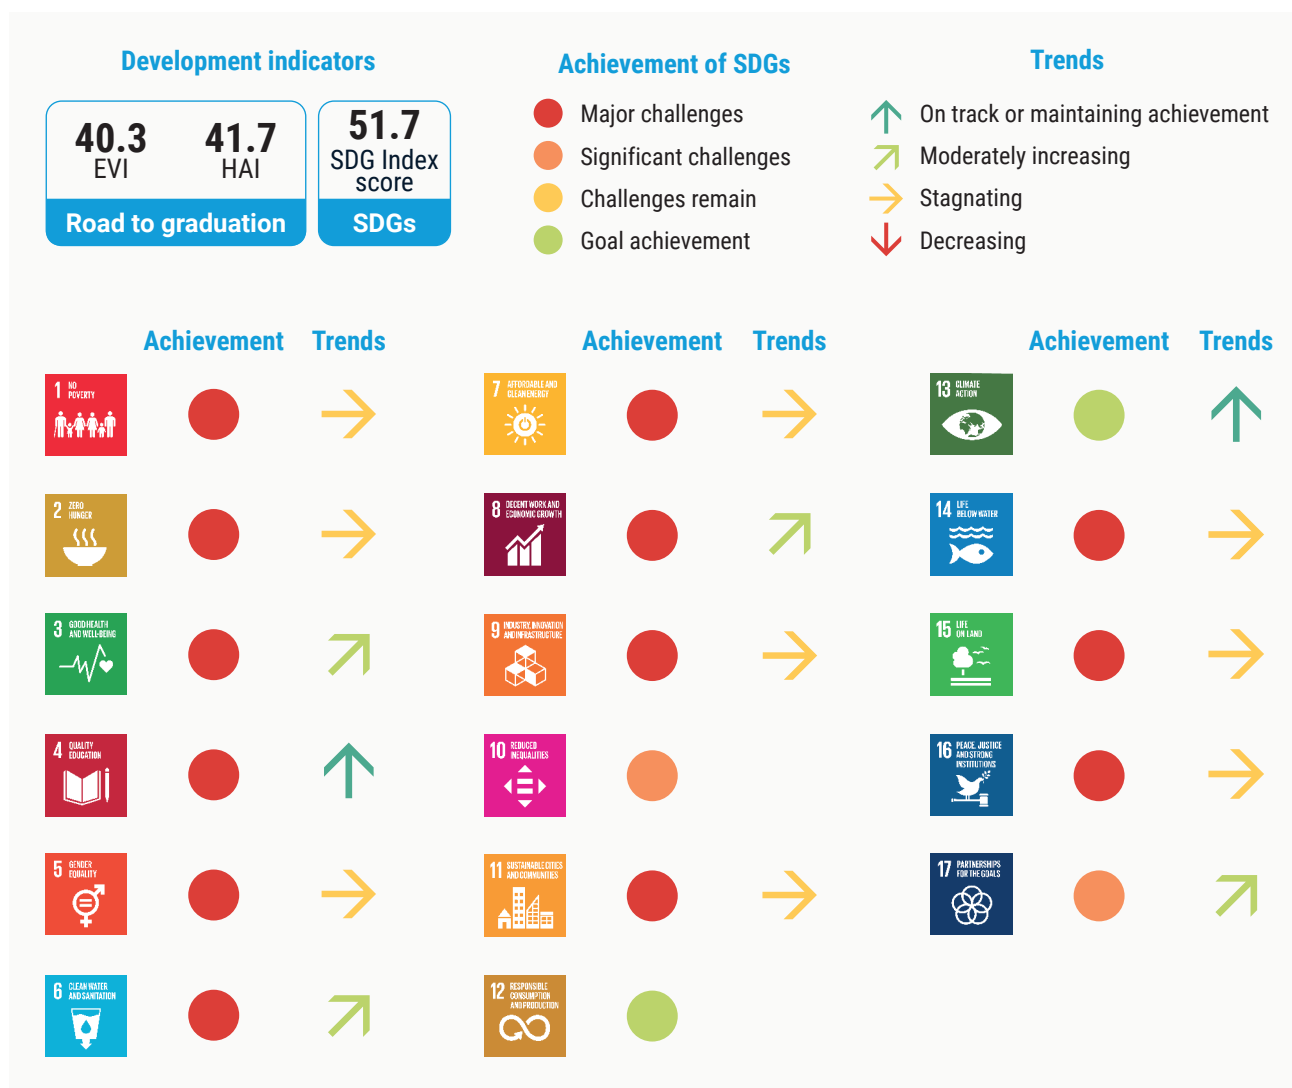 Development indicators
40.3
EVI
41.7
HAI
Road to graduation
51.7
SDG Index
score
SDGs
Achievement of SDGs
Major challenges
Significant challenges
Challenges remain
Goal achievement
Trends
On track or maintaining achievement
Moderately increasing
Stagnating
Decreasing
Achievement Trends
1 NO
POVERTY
2 ZERO
HUNGER
3 GOOD HEALTH
AND WELL-BEING
4 QUALITY
EDUCATION
5 GENDER
EQUALITY
6 CLEAN WATER
AND SANITATION
Achievement Trends
7 AFFORDABLE AND
CLEAN ENERGY
8 DECENT WORK AND
ECONOMIC GROWTH
9 INDUSTRY, INNOVATION
AND INFRASTRUCTURE
10 REDUCED
INEQUALITIES
11 SUSTAINABLE CITIES
AND COMMUNITIES
12 RESPONSIBLE
CONSUMPTION
AND PRODUCTION
Achievement Trends
13 CLIMATE
ACTION
14 LIFE
BELOW WATER
15 LIFE
ON LAND
16 PEACE, JUSTICE
AND STRONG
INSTITUTIONS
17 PARTNERSHIPS
FOR THE GOALS